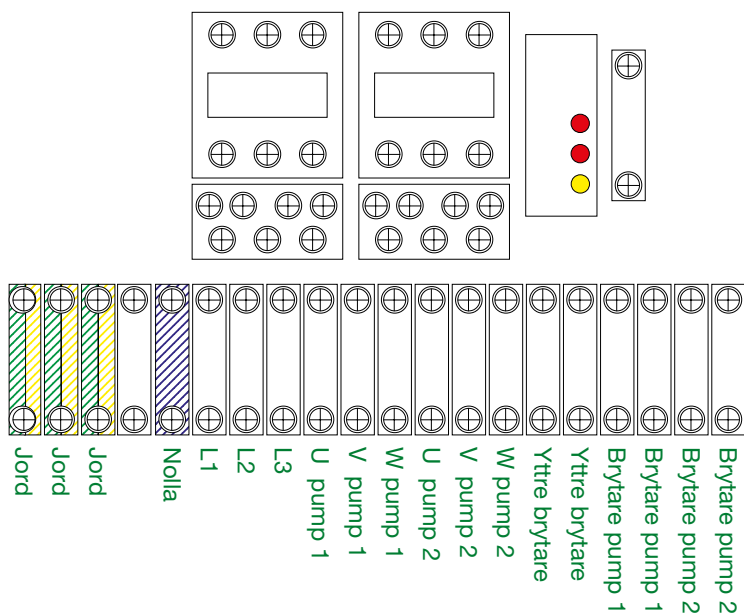 Jord
Jord
Jord
Nolla
L1
L2
L3
U pump 1
V pump 1
W pump 1
U pump 2
V pump 2
W pump 2
Yttre brytare
Yttre brytare
Brytare pump 1
Brytare pump 1
Brytare pump 2
Brytare pump 2